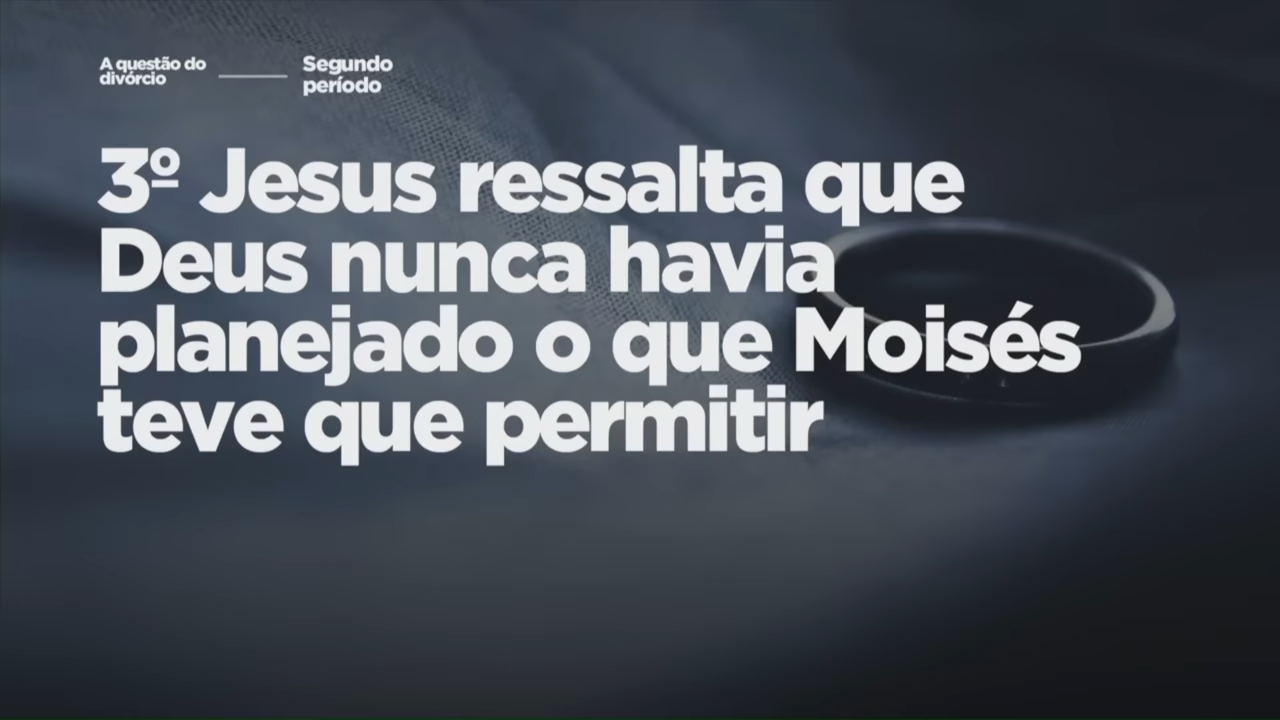 A questão do
divórcio
Segundo
período
3º Jesus ressalta que
Deus nunca havia
planejado o que Moisés
teve que permitir